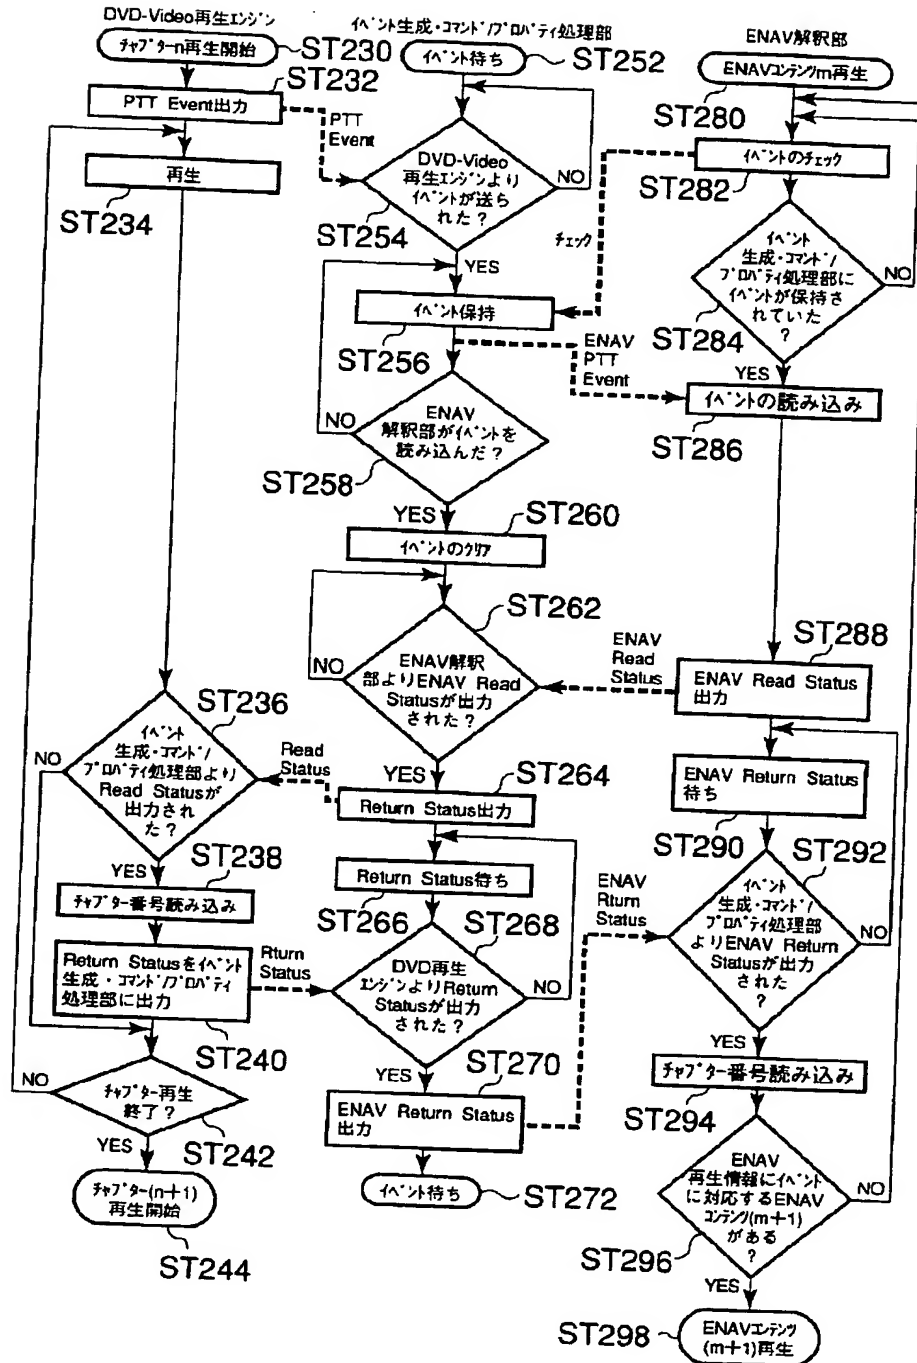 DVD-Video再生エンジン
チャプターn再生開始
ST230
ST232
PTT Event出力
PTT
Event
再生
ST234
ST236
イベント
生成・コマンド/
プロパティ処理部より
Read Statusが
出力され
た?
NO
YES
ST238
チャプター番号読み込み
Return Statusをイベント
生成・コマンド/プロパティ
処理部に出力
Rturn
Status
ST240
チャプター再生
終了?
NO
YES
ST242
チャプター(n+1)
再生開始
ST244
イベント生成・コマンド/プロパティ処理部
イベント待ち
ST252
DVD-Video
再生エンジンより
イベントが送ら
れた?
NO
ST254
YES
イベント保持
ST256
ENAV
PTT
Event
ENAV
解釈部がイベントを
読み込んだ?
NO
ST258
YES
ST260
イベントのクリア
ST262
ENAV解釈
部よりENAV Read
Statusが出力
された?
NO
YES
ENAV
Read
Status
Read
Status
ST264
Return Status出力
Return Status待ち
ST266
ST268
DVD再生
エンジンよりReturn
Statusが出力
された?
NO
YES
ST270
ENAV Return Status
出力
イベント待ち
ST272
ENAV
Rturn
Status
ENAV解釈部
ENAVコンテンツm再生
ST280
イベントのチェック
ST282
チェック
イベント
生成・コマンド/
プロパティ処理部に
イベントが保持さ
れていた
?
NO
ST284
YES
イベントの読み込み
ST286
ST288
ENAV Read Status
出力
ENAV Return Status
待ち
ST290
ST292
イベント
生成・コマンド/
プロパティ処理部
よりENAV Return
Statusが出力
された
?
NO
YES
チャプター番号読み込み
ST294
ENAV
再生情報にイベント
に対応するENAV
コンテンツ(m+1)
がある
?
NO
ST296
YES
ST298
ENAVコンテンツ
(m+1)再生